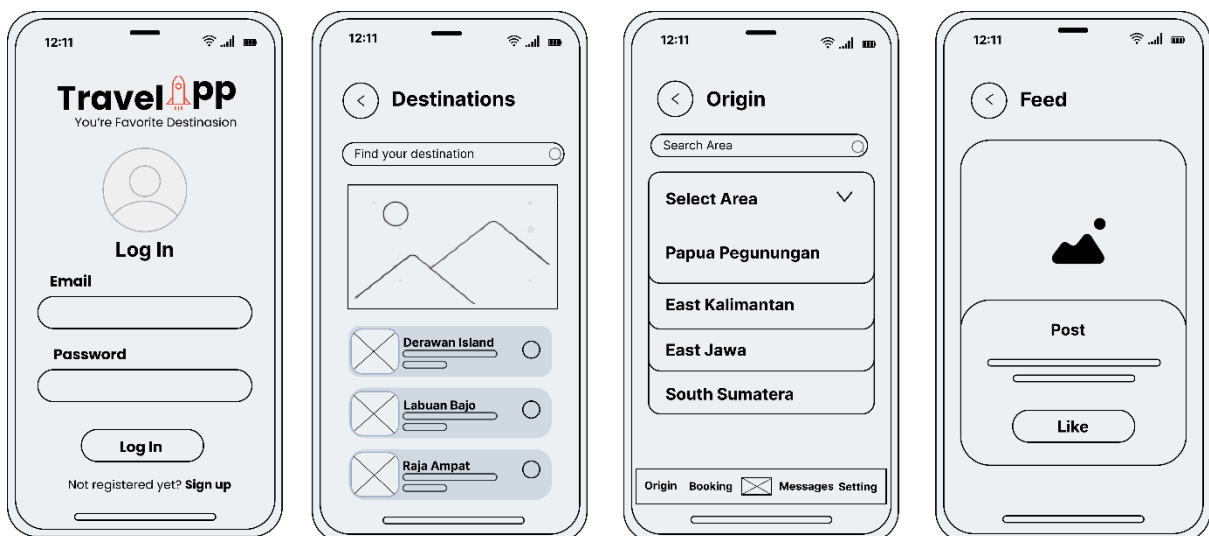 12:11
Travel pp
You're Favorite Destinasion
Log In
Email
Password
Log In
Not registered yet? Sign up
12:11
Destinations
Find your destination
Derawan Island
Labuan Bajo
Raja Ampat
12:11
Origin
Search Area
Select Area
Papua Pegunungan
East Kalimantan
East Jawa
South Sumatera
Origin Booking Messages Setting
12:11
Feed
Post
Like